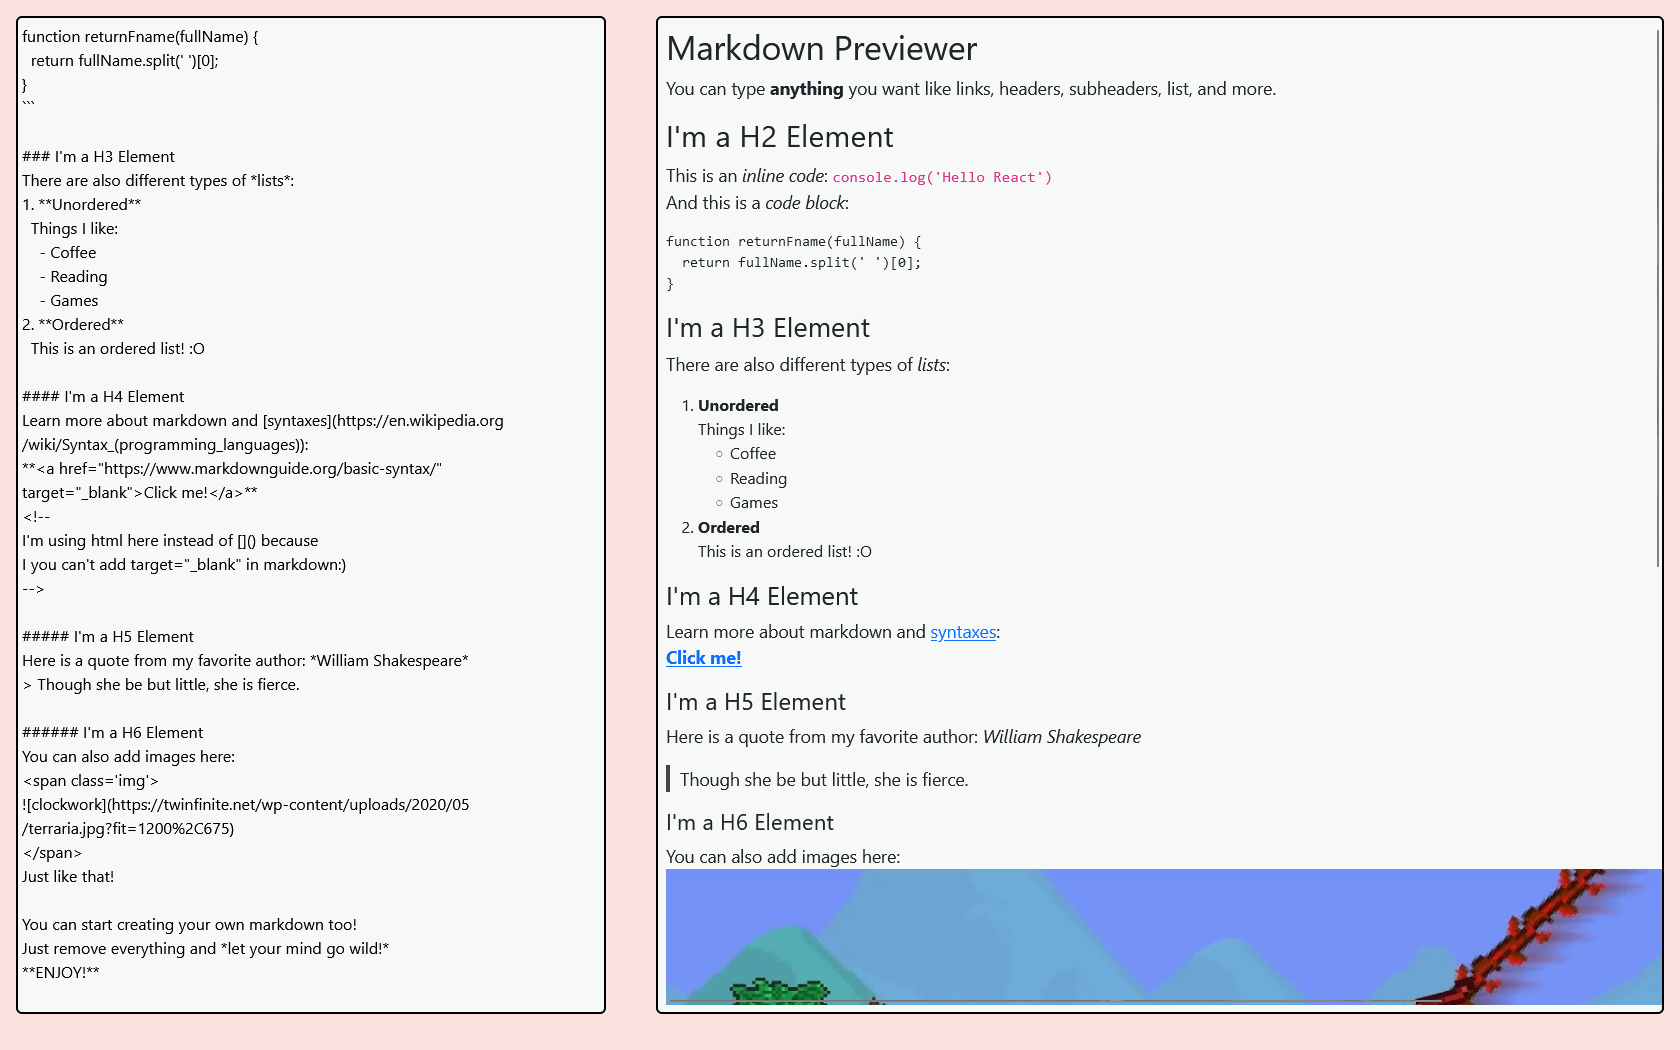 function returnFname(fullName) {
  return fullName.split(' ')[0];
}
```

### I'm a H3 Element
There are also different types of *lists*:
1. **Unordered**
  Things I like:
    - Coffee
    - Reading
    - Games
2. **Ordered**
  This is an ordered list! :O

#### I'm a H4 Element
Learn more about markdown and [syntaxes](https://en.wikipedia.org
/wiki/Syntax_(programming_languages)):
**<a href="https://www.markdownguide.org/basic-syntax/"
target="_blank">Click me!</a>**
<!--
I'm using html here instead of []() because
I you can't add target="_blank" in markdown:)
-->

##### I'm a H5 Element
Here is a quote from my favorite author: *William Shakespeare*
> Though she be but little, she is fierce.

###### I'm a H6 Element
You can also add images here:
<span class='img'>
![clockwork](https://twinfinite.net/wp-content/uploads/2020/05
/terraria.jpg?fit=1200%2C675)
</span>
Just like that!

You can start creating your own markdown too!
Just remove everything and *let your mind go wild!*
**ENJOY!**

Markdown Previewer
You can type anything you want like links, headers, subheaders, list, and more.
I'm a H2 Element
This is an inline code: console.log('Hello React')
And this is a code block:
function returnFname(fullName) {
  return fullName.split(' ')[0];
}
I'm a H3 Element
There are also different types of lists:
1. Unordered
Things I like:
○ Coffee
○ Reading
○ Games
2. Ordered
This is an ordered list! :O
I'm a H4 Element
Learn more about markdown and syntaxes:
Click me!
I'm a H5 Element
Here is a quote from my favorite author: William Shakespeare
Though she be but little, she is fierce.
I'm a H6 Element
You can also add images here: